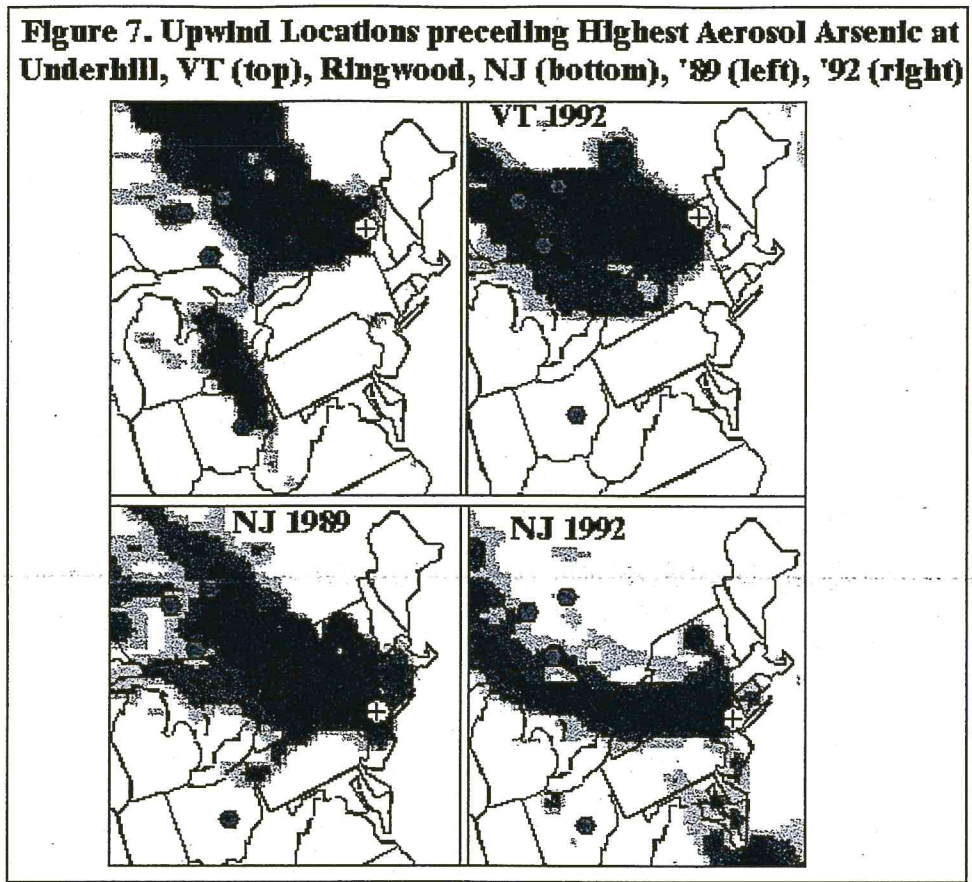 Figure 7. Upwind Locations preceding Highest Aerosol Arsenic at
Underhill, VT (top), Ringwood, NJ (bottom), '89 (left), '92 (right)
VT 1992
NJ 1989
NJ 1992